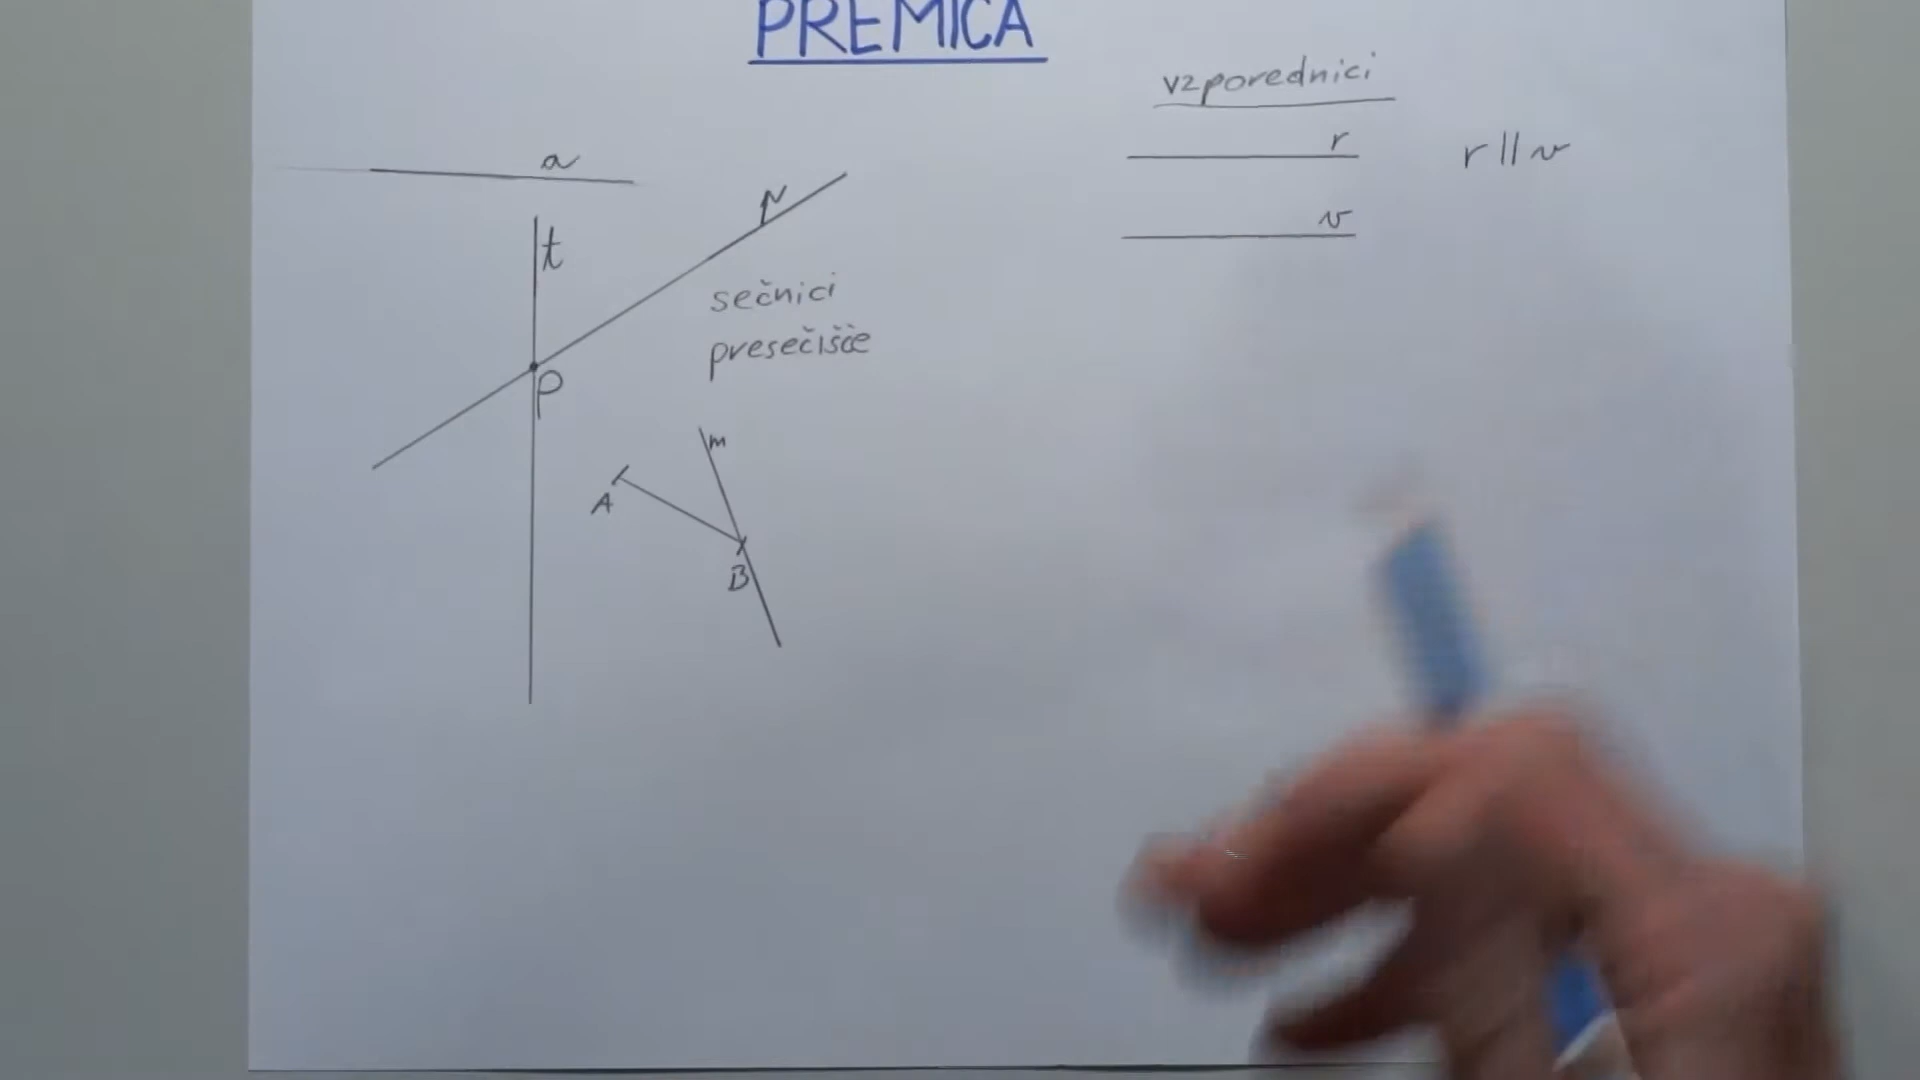 PREMICA
a
t
p
sečnici
presečišče
P
m
A
B
vzporednici
r
r || v
v